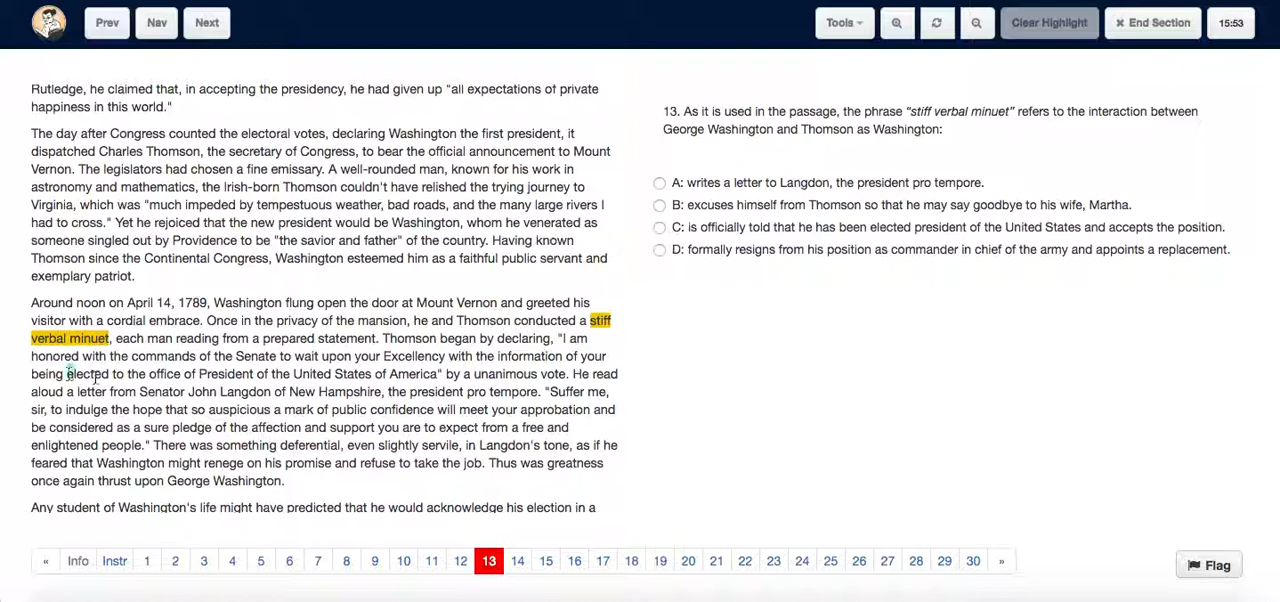 Prev Nav Next Tools Clear Highlight End Section 15:53
Rutledge, he claimed that, in accepting the presidency, he had given up "all expectations of private
happiness in this world."
The day after Congress counted the electoral votes, declaring Washington the first president, it
dispatched Charles Thomson, the secretary of Congress, to bear the official announcement to Mount
Vernon. The legislators had chosen a fine emissary. A well-rounded man, known for his work in
astronomy and mathematics, the Irish-born Thomson couldn't have relished the trying journey to
Virginia, which was "much impeded by tempestuous weather, bad roads, and the many large rivers I
had to cross." Yet he rejoiced that the new president would be Washington, whom he venerated as
someone singled out by Providence to be "the savior and father" of the country. Having known
Thomson since the Continental Congress, Washington esteemed him as a faithful public servant and
exemplary patriot.
Around noon on April 14, 1789, Washington flung open the door at Mount Vernon and greeted his
visitor with a cordial embrace. Once in the privacy of the mansion, he and Thomson conducted a stiff
verbal minuet, each man reading from a prepared statement. Thomson began by declaring, "I am
honored with the commands of the Senate to wait upon your Excellency with the information of your
being elected to the office of President of the United States of America" by a unanimous vote. He read
aloud a letter from Senator John Langdon of New Hampshire, the president pro tempore. "Suffer me,
sir, to indulge the hope that so auspicious a mark of public confidence will meet your approbation and
be considered as a sure pledge of the affection and support you are to expect from a free and
enlightened people." There was something deferential, even slightly servile, in Langdon's tone, as if he
feared that Washington might renege on his promise and refuse to take the job. Thus was greatness
once again thrust upon George Washington.
Any student of Washington's life might have predicted that he would acknowledge his election in a
13. As it is used in the passage, the phrase "stiff verbal minuet" refers to the interaction between
George Washington and Thomson as Washington:
A: writes a letter to Langdon, the president pro tempore.
B: excuses himself from Thomson so that he may say goodbye to his wife, Martha.
C: is officially told that he has been elected president of the United States and accepts the position.
D: formally resigns from his position as commander in chief of the army and appoints a replacement.
« Info Instr 1 2 3 4 5 6 7 8 9 10 11 12 13 14 15 16 17 18 19 20 21 22 23 24 25 26 27 28 29 30 » Flag